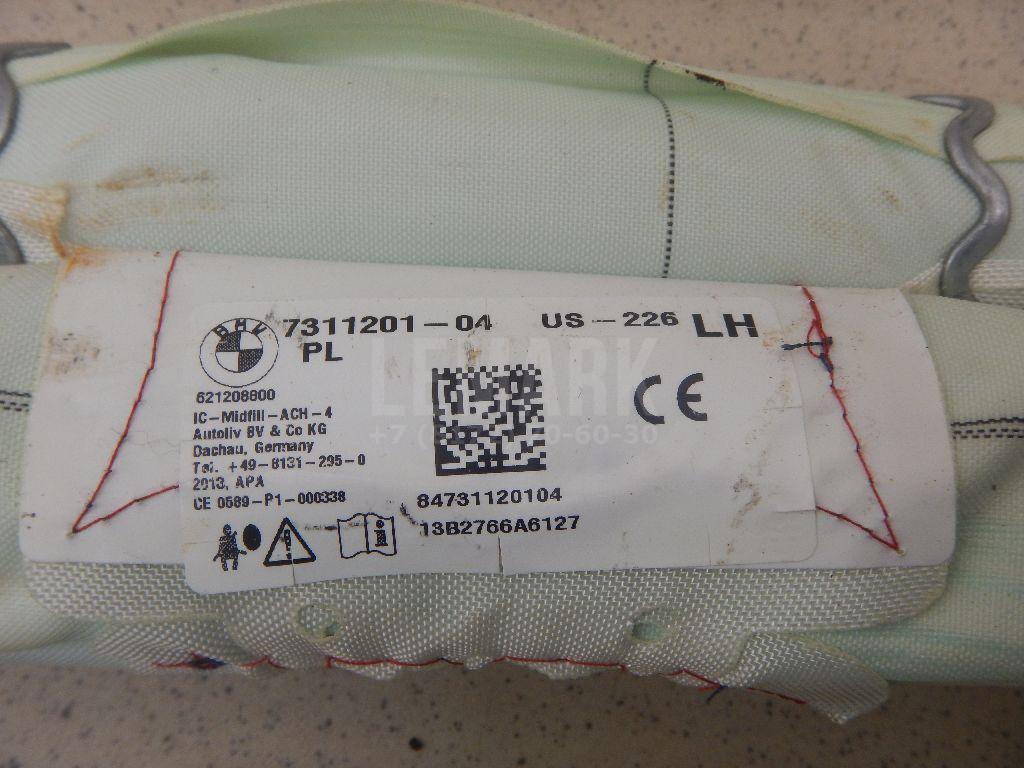 BMW
7311201-04 US-226 LH
PL
621208800
IC-Midfill-ACH-4
Autoliv BV & Co KG
Dachau, Germany
Tel. +49-8131-295-0
2013, APA
CE 0589-P1-000338
CE
84731120104
13B2766A6127
LEMARK